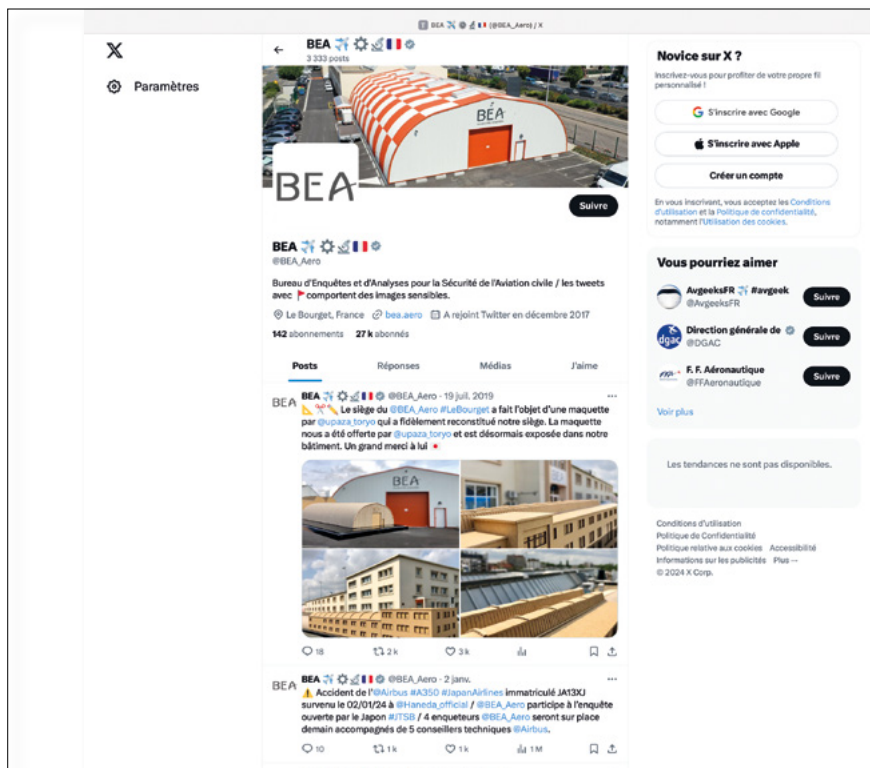 BEA (@BEA_Aero) / X
BEA
3 333 posts
Paramètres
BEA
BEA
Suivre
BEA
@BEA_Aero
Bureau d'Enquêtes et d'Analyses pour la Sécurité de l'Aviation civile / les tweets
avec 🚩comportent des images sensibles.
Le Bourget, France bea.aero A rejoint Twitter en décembre 2017
142 abonnements 27 k abonnés
Posts Réponses Médias J'aime
BEA
BEA @BEA_Aero · 19 juil. 2019
Le siège du @BEA_Aero #LeBourget a fait l'objet d'une maquette
par @upaza_toryo qui a fidèlement reconstitué notre siège. La maquette
nous a été offerte par @upaza_toryo et est désormais exposée dans notre
bâtiment. Un grand merci à lui
BEA
BEA
18 2 k 3 k
BEA
BEA @BEA_Aero · 2 janv.
⚠️ Accident de l'@Airbus #A350 #JapanAirlines immatriculé JA13XJ
survenu le 02/01/24 à @Haneda_official / @BEA_Aero participe à l'enquête
ouverte par le Japon #JTSB / 4 enqueteurs @BEA_Aero seront sur place
demain accompagnés de 5 conseillers techniques @Airbus.
10 1 k 1 k 1 M
Novice sur X ?
Inscrivez-vous pour profiter de votre propre fil
personnalisé !
S'inscrire avec Google
S'inscrire avec Apple
Créer un compte
En vous inscrivant, vous acceptez les Conditions
d'utilisation et la Politique de confidentialité,
notamment l'Utilisation des cookies.
Vous pourriez aimer
AvgeeksFR #avgeek
@AvgeeksFR
Suivre
dgac
Direction générale de
@DGAC
Suivre
F. F. Aéronautique
@FFAeronautique
Suivre
Voir plus
Les tendances ne sont pas disponibles.
Conditions d'utilisation
Politique de Confidentialité
Politique relative aux cookies Accessibilité
Informations sur les publicités Plus ···
© 2024 X Corp.